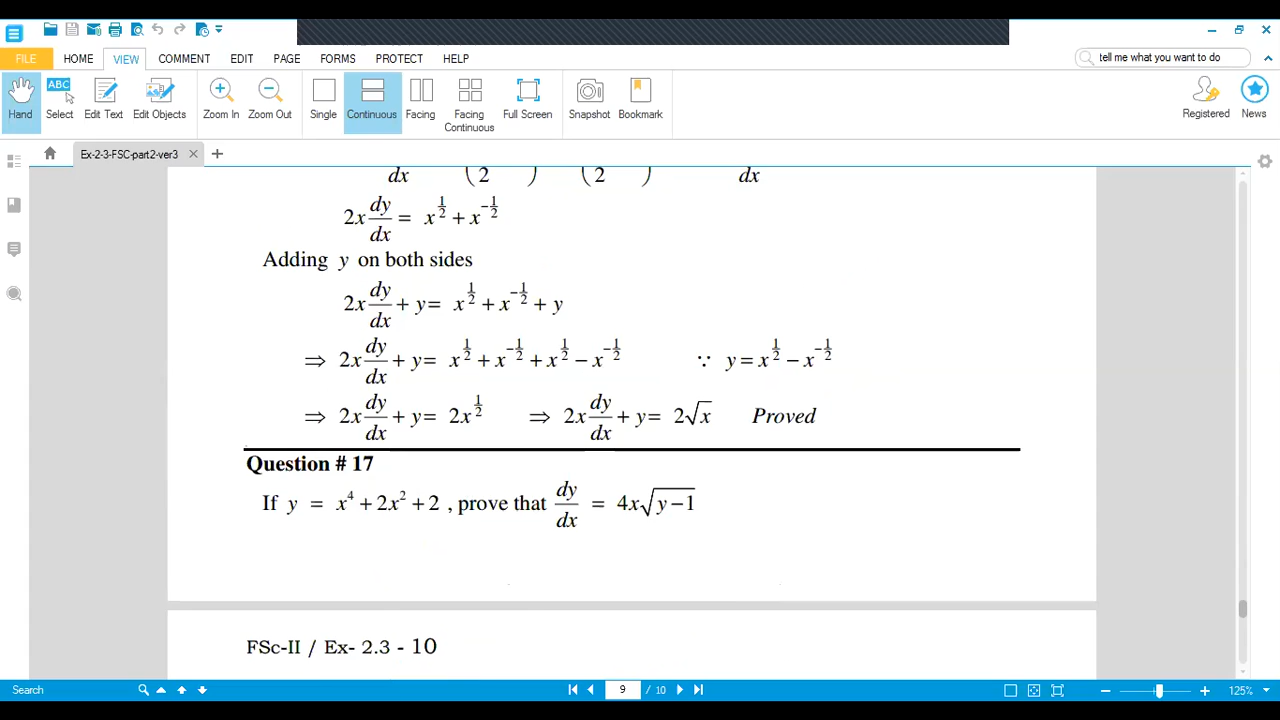 FILE HOME VIEW COMMENT EDIT PAGE FORMS PROTECT HELP tell me what you want to do
ABC
Hand Select Edit Text Edit Objects Zoom In Zoom Out Single Continuous Facing Facing Continuous Full Screen Snapshot Bookmark Registered News
Ex-2-3-FSC-part2-ver3
dx (2 ) (2 ) dx
2x dy/dx = x^{1/2} + x^{-1/2}
Adding y on both sides
2x dy/dx + y = x^{1/2} + x^{-1/2} + y
⇒ 2x dy/dx + y = x^{1/2} + x^{-1/2} + x^{1/2} − x^{-1/2} ∵ y = x^{1/2} − x^{-1/2}
⇒ 2x dy/dx + y = 2x^{1/2} ⇒ 2x dy/dx + y = 2√x Proved
Question # 17
If y = x⁴ + 2x² + 2 , prove that dy/dx = 4x√(y−1)
FSc-II / Ex- 2.3 - 10
Search 9 / 10 125%